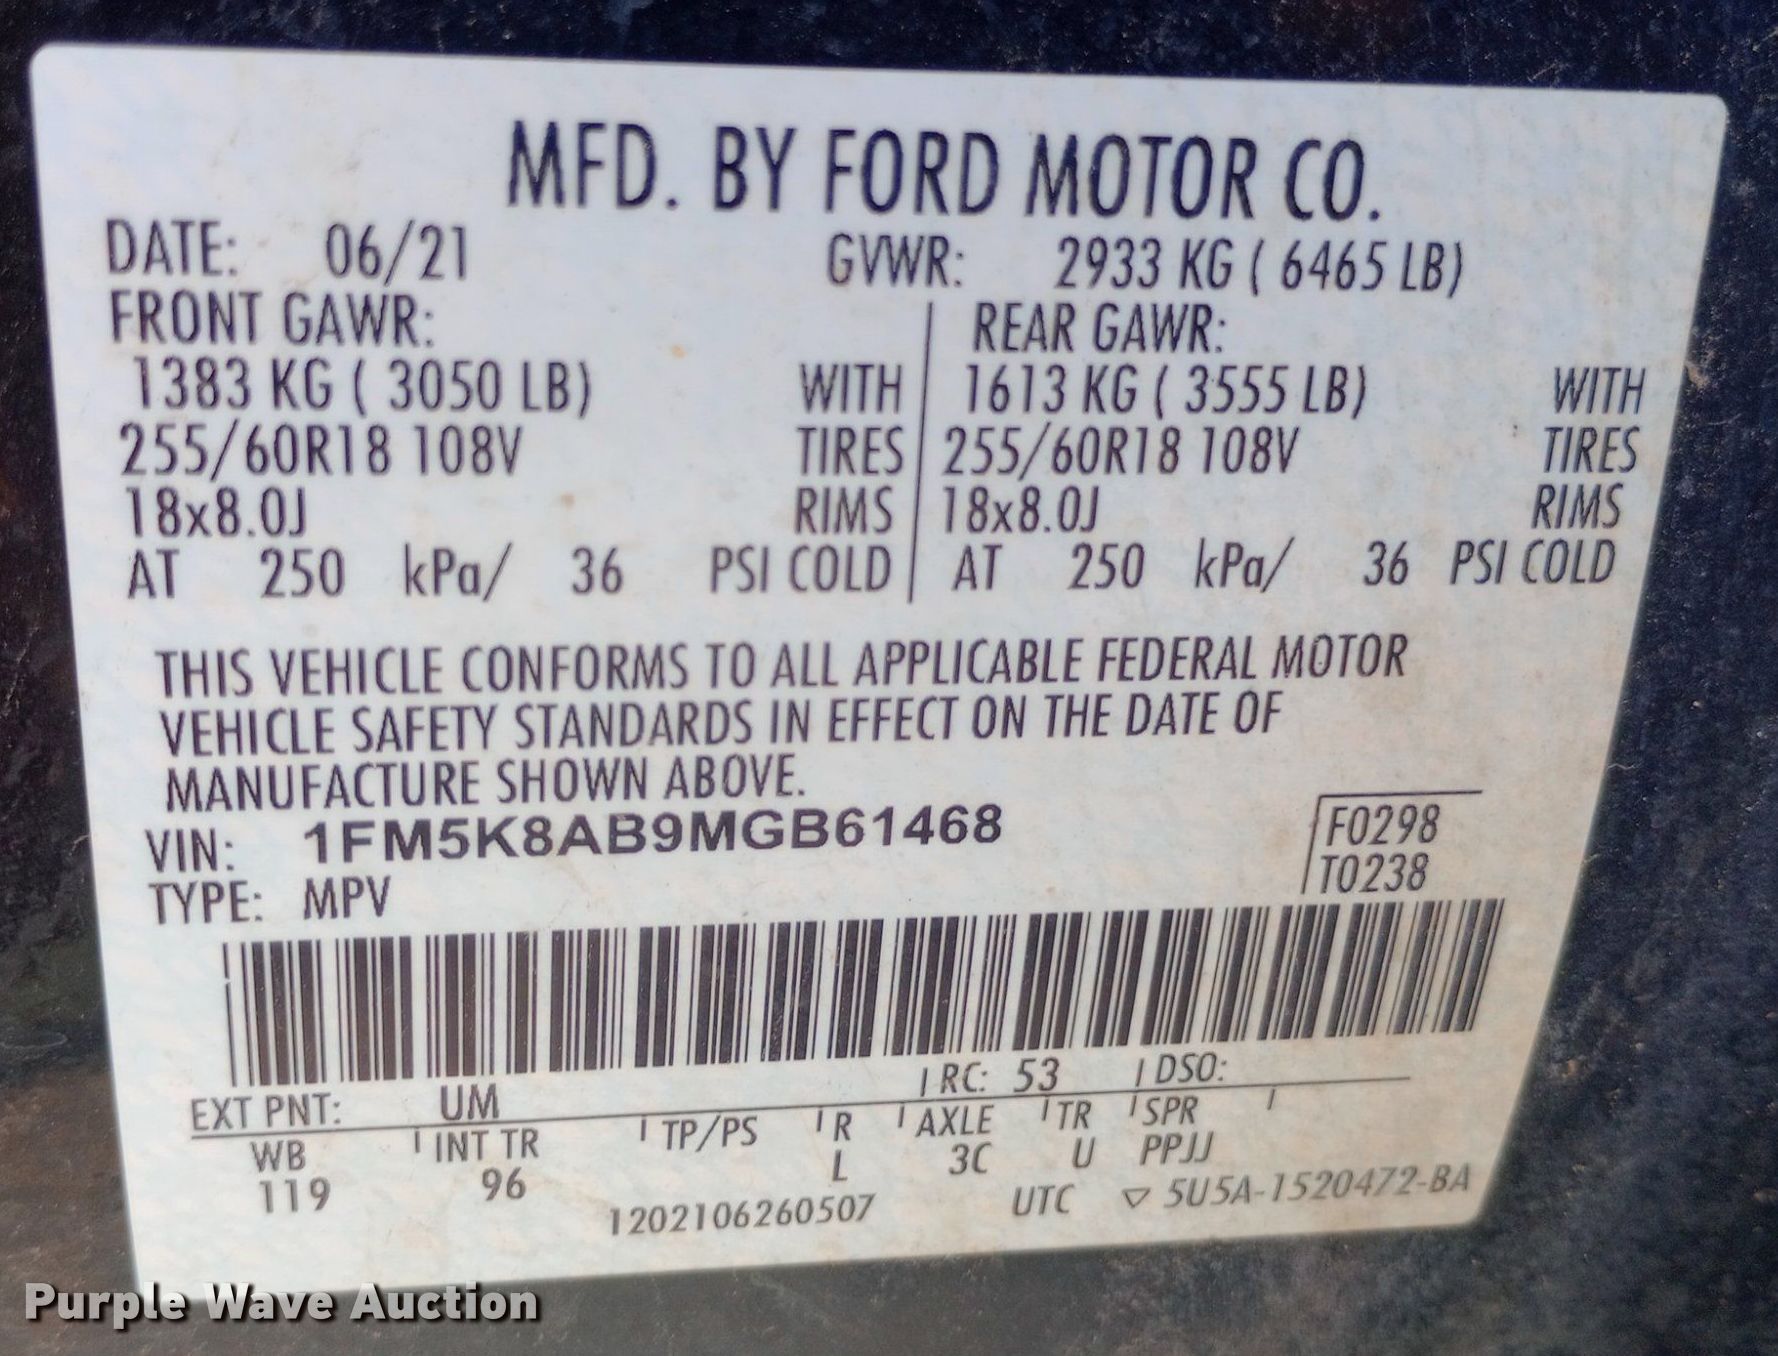 MFD. BY FORD MOTOR CO.
DATE: 06/21 GVWR: 2933 KG ( 6465 LB)
FRONT GAWR: REAR GAWR:
1383 KG ( 3050 LB) WITH 1613 KG ( 3555 LB) WITH
255/60R18 108V TIRES 255/60R18 108V TIRES
18x8.0J RIMS 18x8.0J RIMS
AT 250 kPa/ 36 PSI COLD AT 250 kPa/ 36 PSI COLD
THIS VEHICLE CONFORMS TO ALL APPLICABLE FEDERAL MOTOR
VEHICLE SAFETY STANDARDS IN EFFECT ON THE DATE OF
MANUFACTURE SHOWN ABOVE.
VIN: 1FM5K8AB9MGB61468 F0298
TYPE: MPV T0238
EXT PNT: UM RC: 53 DSO:
WB INT TR TP/PS R AXLE TR SPR
119 96 L 3C U PPJJ
1202106260507 UTC ▽ 5U5A-1520472-BA
Purple Wave Auction